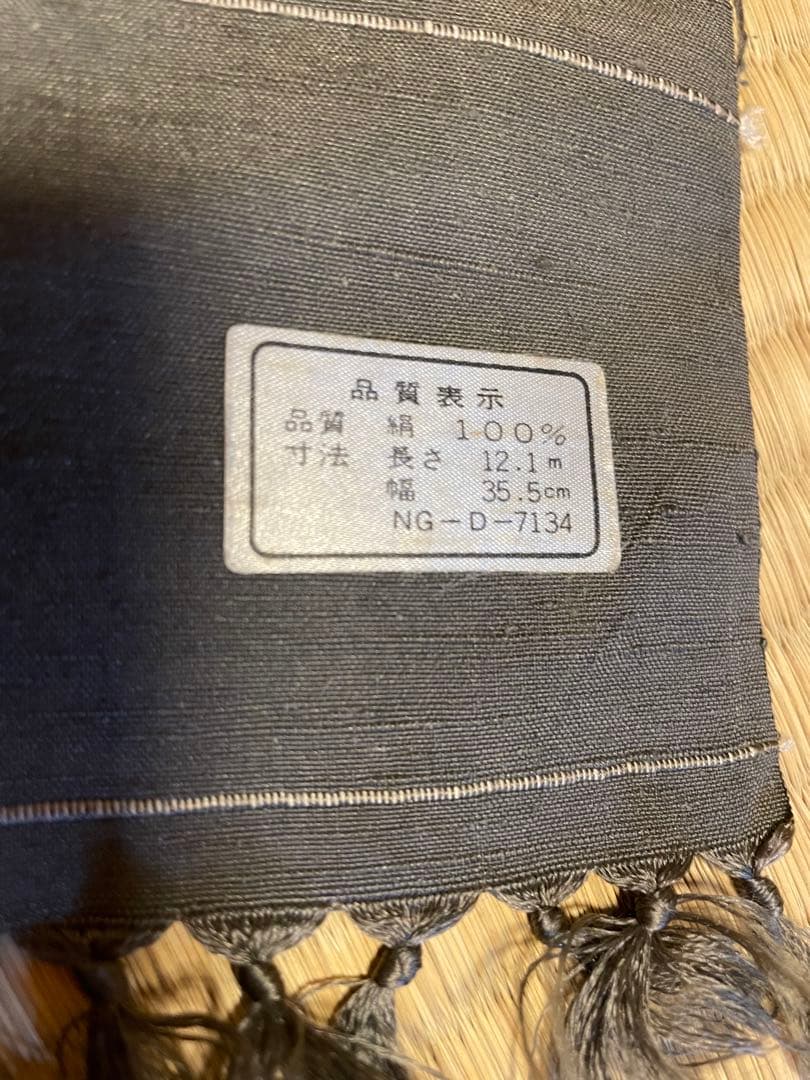 品質表示
品質 絹 100%
寸法 長さ 12.1m
幅 35.5cm
NG-D-7134